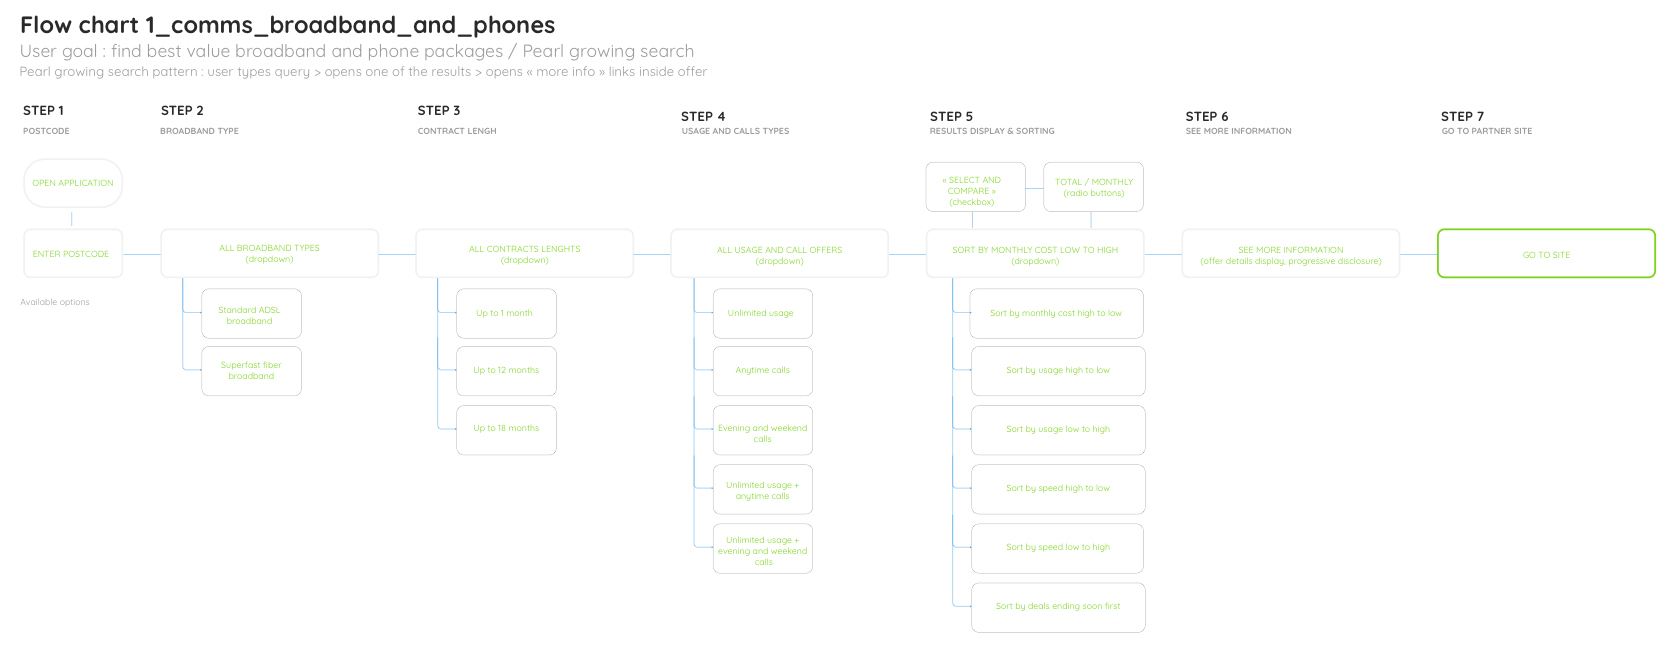 Flow chart 1_comms_broadband_and_phones
User goal : find best value broadband and phone packages / Pearl growing search
Pearl growing search pattern : user types query > opens one of the results > opens « more info » links inside offer
STEP 1
POSTCODE
OPEN APPLICATION
ENTER POSTCODE
Available options
STEP 2
BROADBAND TYPE
ALL BROADBAND TYPES
(dropdown)
Standard ADSL
broadband
Superfast fiber
broadband
STEP 3
CONTRACT LENGH
ALL CONTRACTS LENGHTS
(dropdown)
Up to 1 month
Up to 12 months
Up to 18 months
STEP 4
USAGE AND CALLS TYPES
ALL USAGE AND CALL OFFERS
(dropdown)
Unlimited usage
Anytime calls
Evening and weekend
calls
Unlimited usage +
anytime calls
Unlimited usage +
evening and weekend
calls
STEP 5
RESULTS DISPLAY & SORTING
« SELECT AND
COMPARE »
(checkbox)
TOTAL / MONTHLY
(radio buttons)
SORT BY MONTHLY COST LOW TO HIGH
(dropdown)
Sort by monthly cost high to low
Sort by usage high to low
Sort by usage low to high
Sort by speed high to low
Sort by speed low to high
Sort by deals ending soon first
STEP 6
SEE MORE INFORMATION
SEE MORE INFORMATION
(offer details display, progressive disclosure)
STEP 7
GO TO PARTNER SITE
GO TO SITE